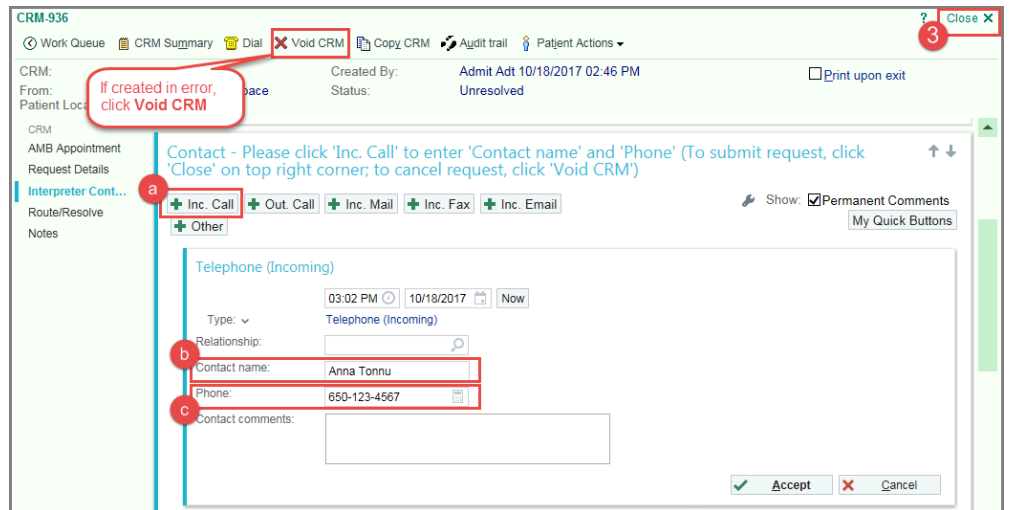 CRM-936
? Close X
3
Work Queue CRM Summary Dial Void CRM Copy CRM Audit trail Patient Actions
CRM: Created By: Admit Adt 10/18/2017 02:46 PM Print upon exit
From: pace Status: Unresolved
Patient Loca
If created in error,
click Void CRM
CRM
AMB Appointment
Request Details
Interpreter Cont...
Route/Resolve
Notes
Contact - Please click 'Inc. Call' to enter 'Contact name' and 'Phone' (To submit request, click
'Close' on top right corner; to cancel request, click 'Void CRM')
a
Inc. Call Out. Call Inc. Mail Inc. Fax Inc. Email
Other
Show: Permanent Comments
My Quick Buttons
Telephone (Incoming)
03:02 PM 10/18/2017 Now
Type: Telephone (Incoming)
Relationship:
b
Contact name: Anna Tonnu
Phone: 650-123-4567
c
Contact comments:
Accept Cancel